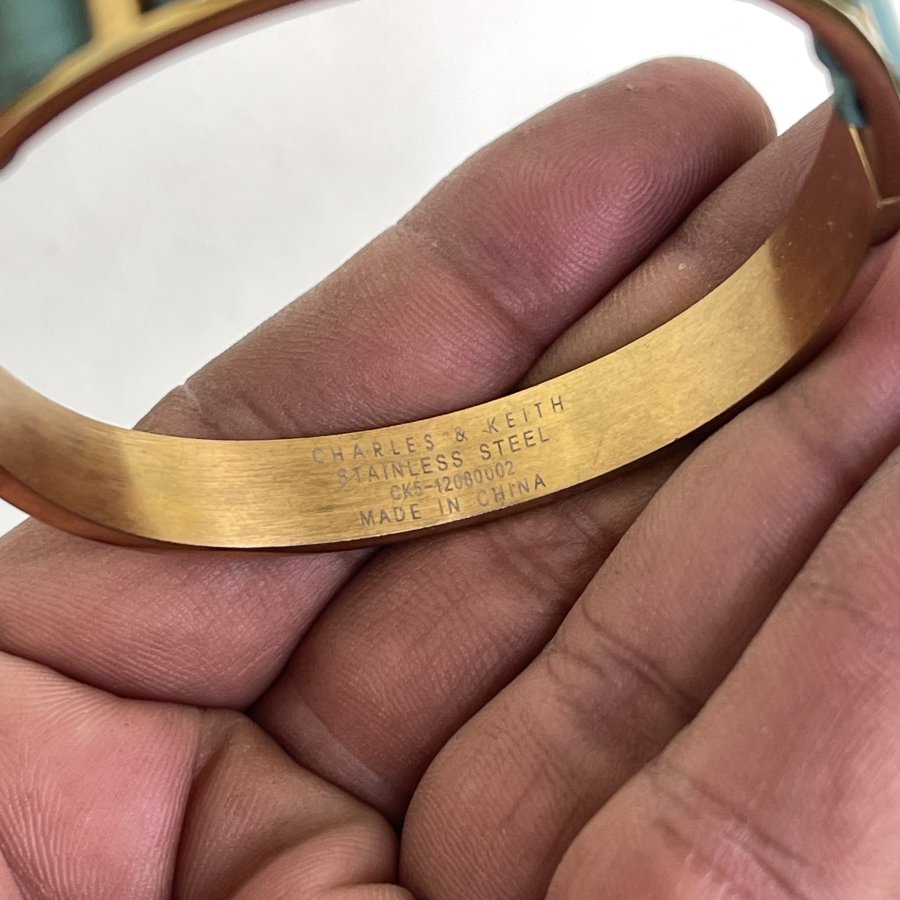 CHARLES & KEITH
STAINLESS STEEL
CK5-12080002
MADE IN CHINA